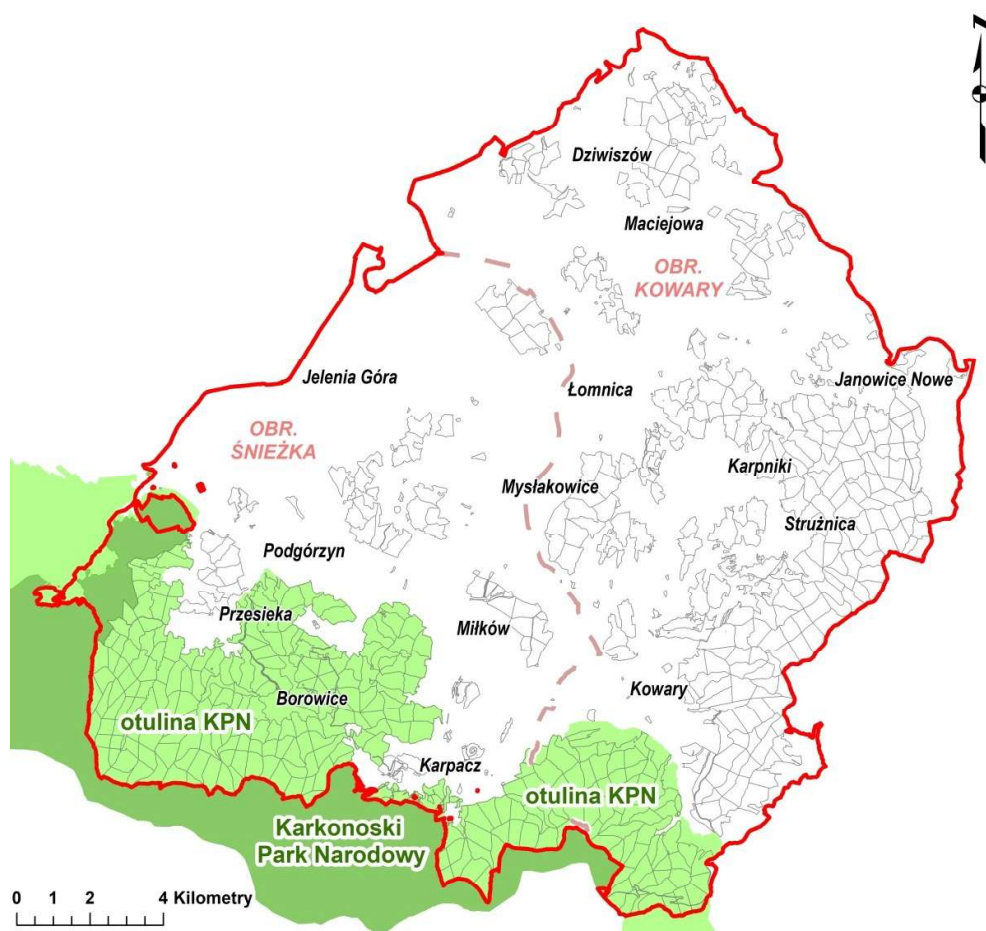 N
Dziwiszów
Maciejowa
OBR.
KOWARY
Jelenia Góra
Janowice Nowe
Łomnica
OBR.
ŚNIEŻKA
Karpniki
Mysłakowice
Strużnica
Podgórzyn
Przesieka
Miłków
Kowary
Borowice
otulina KPN
Karpacz
otulina KPN
Karkonoski
Park Narodowy
0 1 2 4 Kilometry